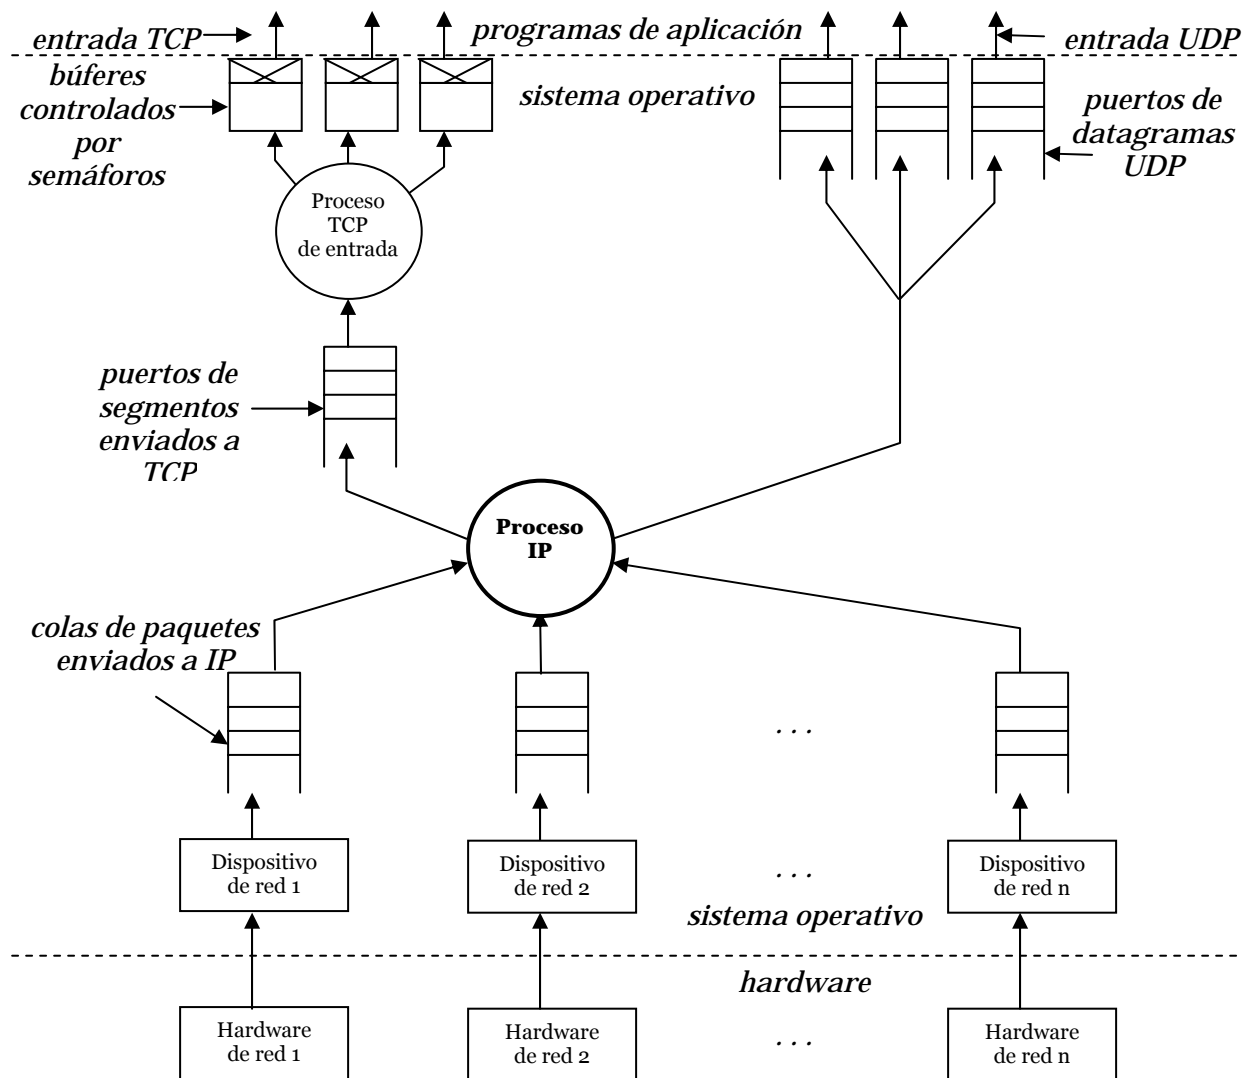 entrada TCP
programas de aplicación
entrada UDP
búferes
controlados
por
semáforos
sistema operativo
puertos de
datagramas
UDP
Proceso
TCP
de entrada
puertos de
segmentos
enviados a
TCP
Proceso
IP
colas de paquetes
enviados a IP
. . .
Dispositivo
de red 1
Dispositivo
de red 2
. . .
Dispositivo
de red n
sistema operativo
hardware
Hardware
de red 1
Hardware
de red 2
. . .
Hardware
de red n